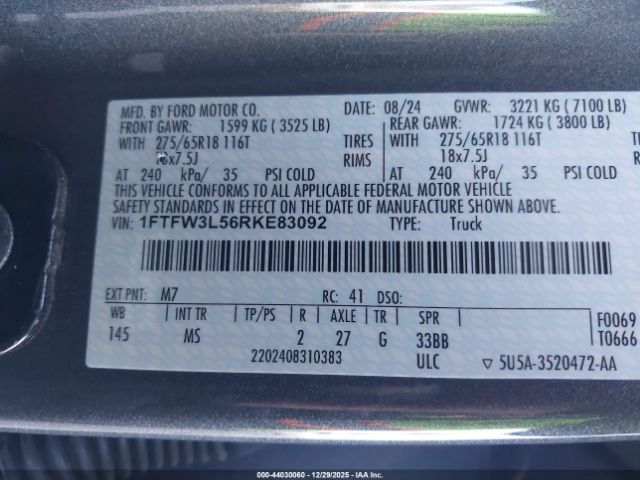 MFD. BY FORD MOTOR CO. DATE: 08/24 GVWR: 3221 KG ( 7100 LB)
FRONT GAWR: 1599 KG ( 3525 LB) REAR GAWR: 1724 KG ( 3800 LB)
WITH 275/65R18 116T TIRES WITH 275/65R18 116T TIRES
18x7.5J RIMS 18x7.5J RIMS
AT 240 kPa/ 35 PSI COLD AT 240 kPa/ 35 PSI COLD
THIS VEHICLE CONFORMS TO ALL APPLICABLE FEDERAL MOTOR VEHICLE
SAFETY STANDARDS IN EFFECT ON THE DATE OF MANUFACTURE SHOWN ABOVE.
VIN: 1FTFW3L56RKE83092 TYPE: Truck
EXT PNT: M7 RC: 41 DSO:
WB INT TR TP/PS R AXLE TR SPR F0069
145 MS 2 27 G 33BB T0666
2202408310383 ULC ▽ 5U5A-3520472-AA
000-44030060 - 12/29/2025 - IAAI